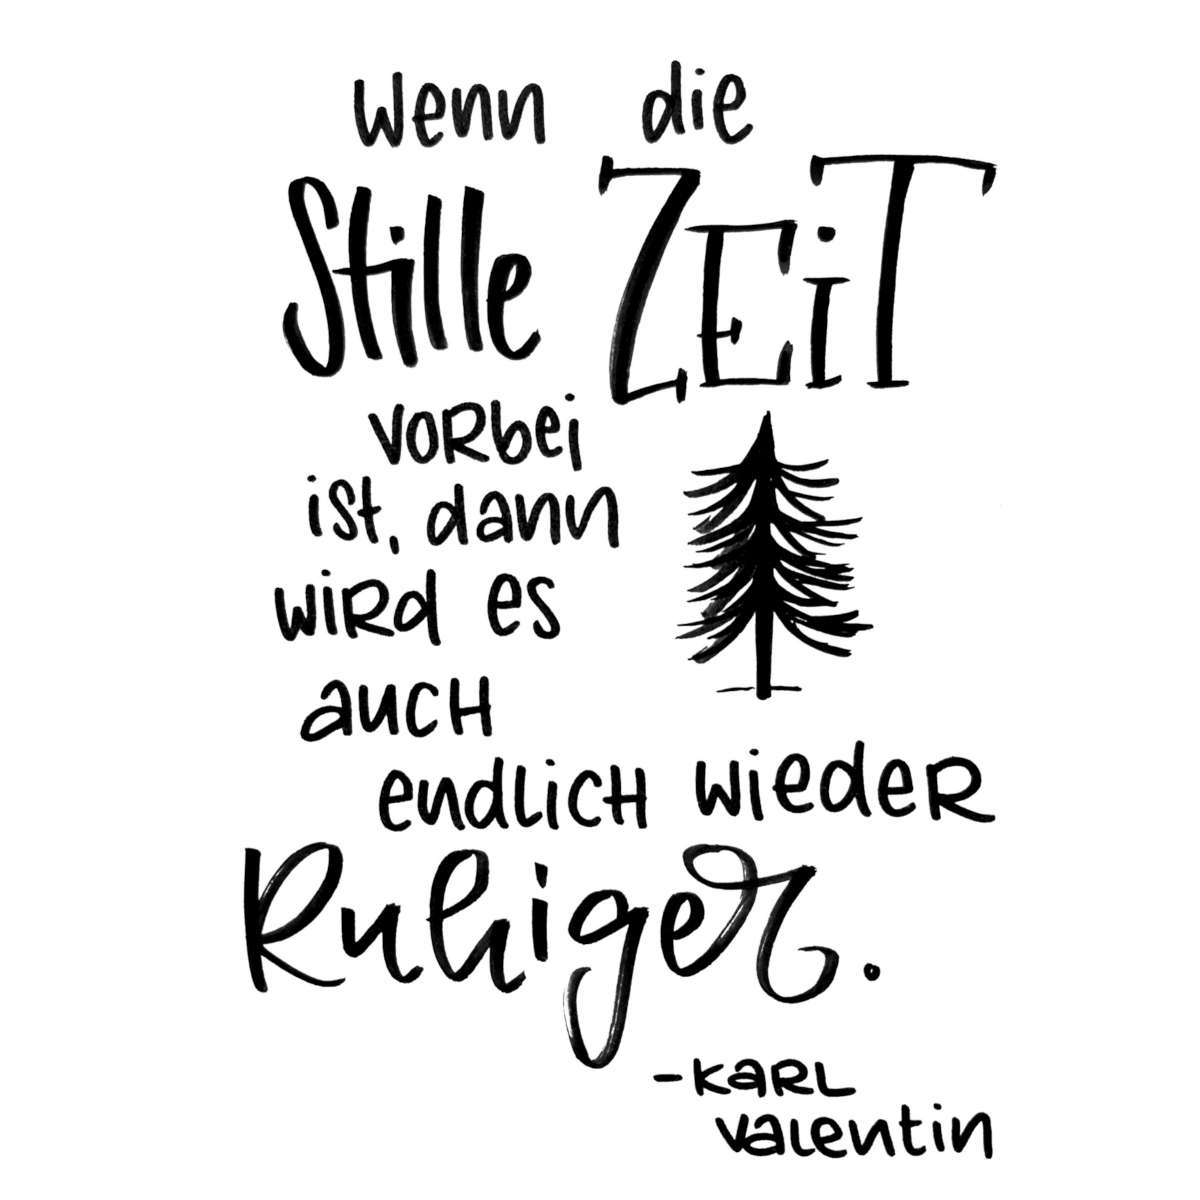 wenn die
Stille ZEiT
vorbei
ist, dann
wird es
auch
endlich wieder
Ruhiger.
-Karl
Valentin